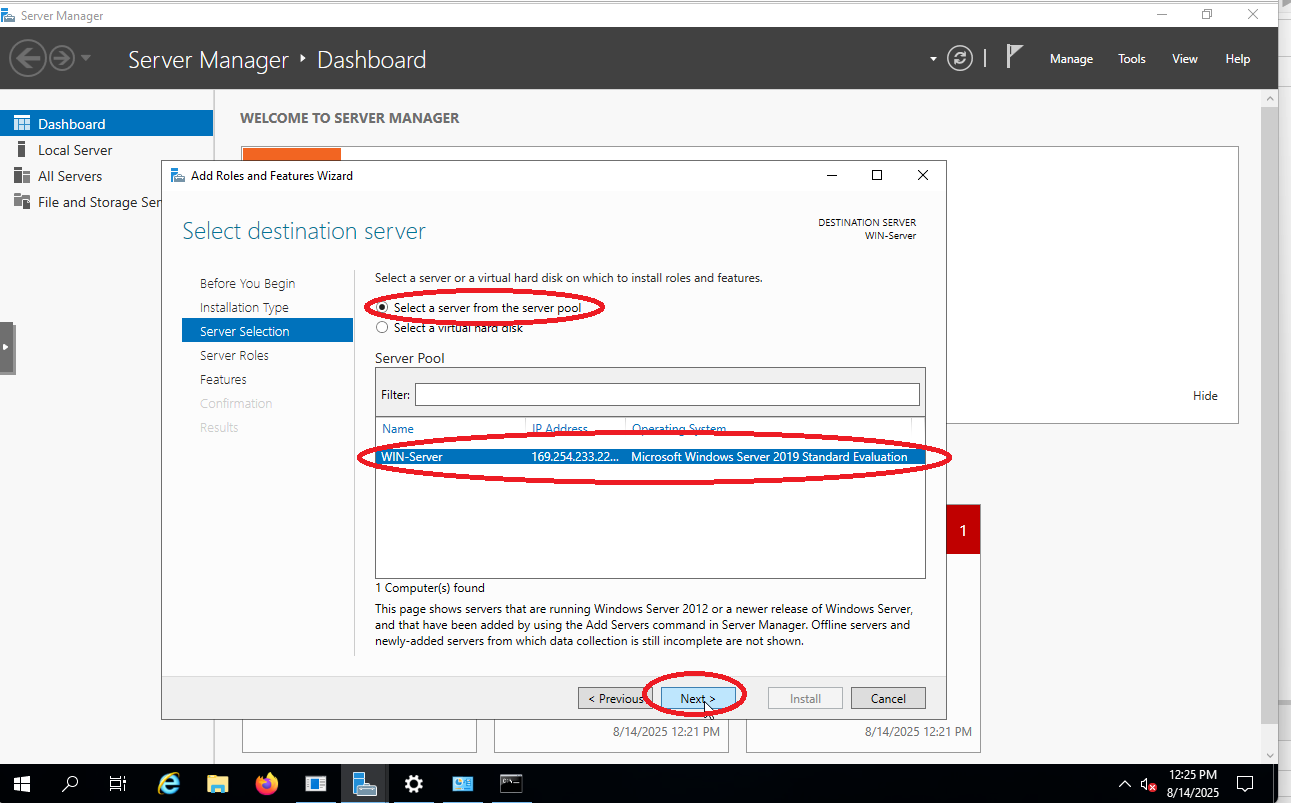 Server Manager
Server Manager
Dashboard
Manage
Tools
View
Help
Dashboard
Local Server
All Servers
File and Storage Ser
WELCOME TO SERVER MANAGER
Hide
Add Roles and Features Wizard
Select destination server
DESTINATION SERVER
WIN-Server
Before You Begin
Installation Type
Server Selection
Server Roles
Features
Confirmation
Results
Select a server or a virtual hard disk on which to install roles and features.
Select a server from the server pool
Select a virtual hard disk
Server Pool
Filter:
Name IP Address Operating System
WIN-Server 169.254.233.22... Microsoft Windows Server 2019 Standard Evaluation
1 Computer(s) found
This page shows servers that are running Windows Server 2012 or a newer release of Windows Server,
and that have been added by using the Add Servers command in Server Manager. Offline servers and
newly-added servers from which data collection is still incomplete are not shown.
< Previous
Next >
Install
Cancel
1
8/14/2025 12:21 PM
8/14/2025 12:21 PM
12:25 PM
8/14/2025